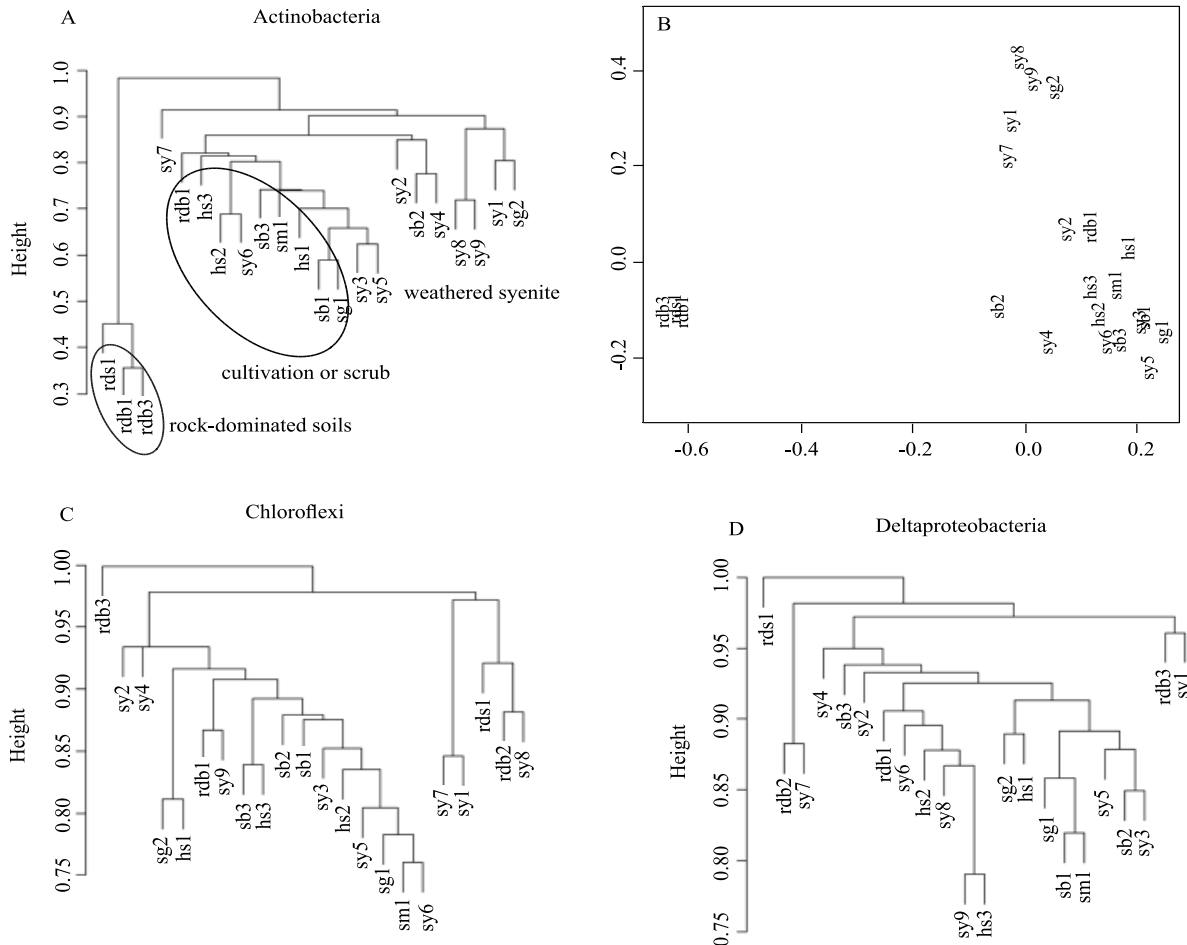 A
Actinobacteria
Height
1.0
0.9
0.8
0.7
0.6
0.5
0.4
0.3
sy7
rdb1
hs3
hs2
sy6
sb3
sm1
hs1
sb1
sg1
sy3
sy5
sy2
sb2
sy4
sy8
sy9
sy1
sg2
weathered syenite
cultivation or scrub
rds1
rdb1
rdb3
rock-dominated soils
B
0.4
0.2
0.0
-0.2
-0.6
-0.4
-0.2
0.0
0.2
sy8
sy9
sg2
sy1
sy7
sy2
rdb1
hs1
hs3
sm1
sb2
hs2
sy4
sy6
sb3
sy3
sb1
sg1
sy5
rdb3
rds1
rdb1
C
Chloroflexi
Height
1.00
0.95
0.90
0.85
0.80
0.75
rdb3
sy2
sy4
sg2
hs1
rdb1
sy9
sb3
hs3
sb2
sb1
sy3
hs2
sy5
sg1
sm1
sy6
sy7
sy1
rds1
rdb2
sy8
D
Deltaproteobacteria
Height
1.00
0.95
0.90
0.85
0.80
0.75
rds1
rdb2
sy7
sy4
sb3
sy2
rdb1
sy6
hs2
sy8
sy9
hs3
sg2
hs1
sg1
sb1
sm1
sy5
sb2
sy3
rdb3
sy1